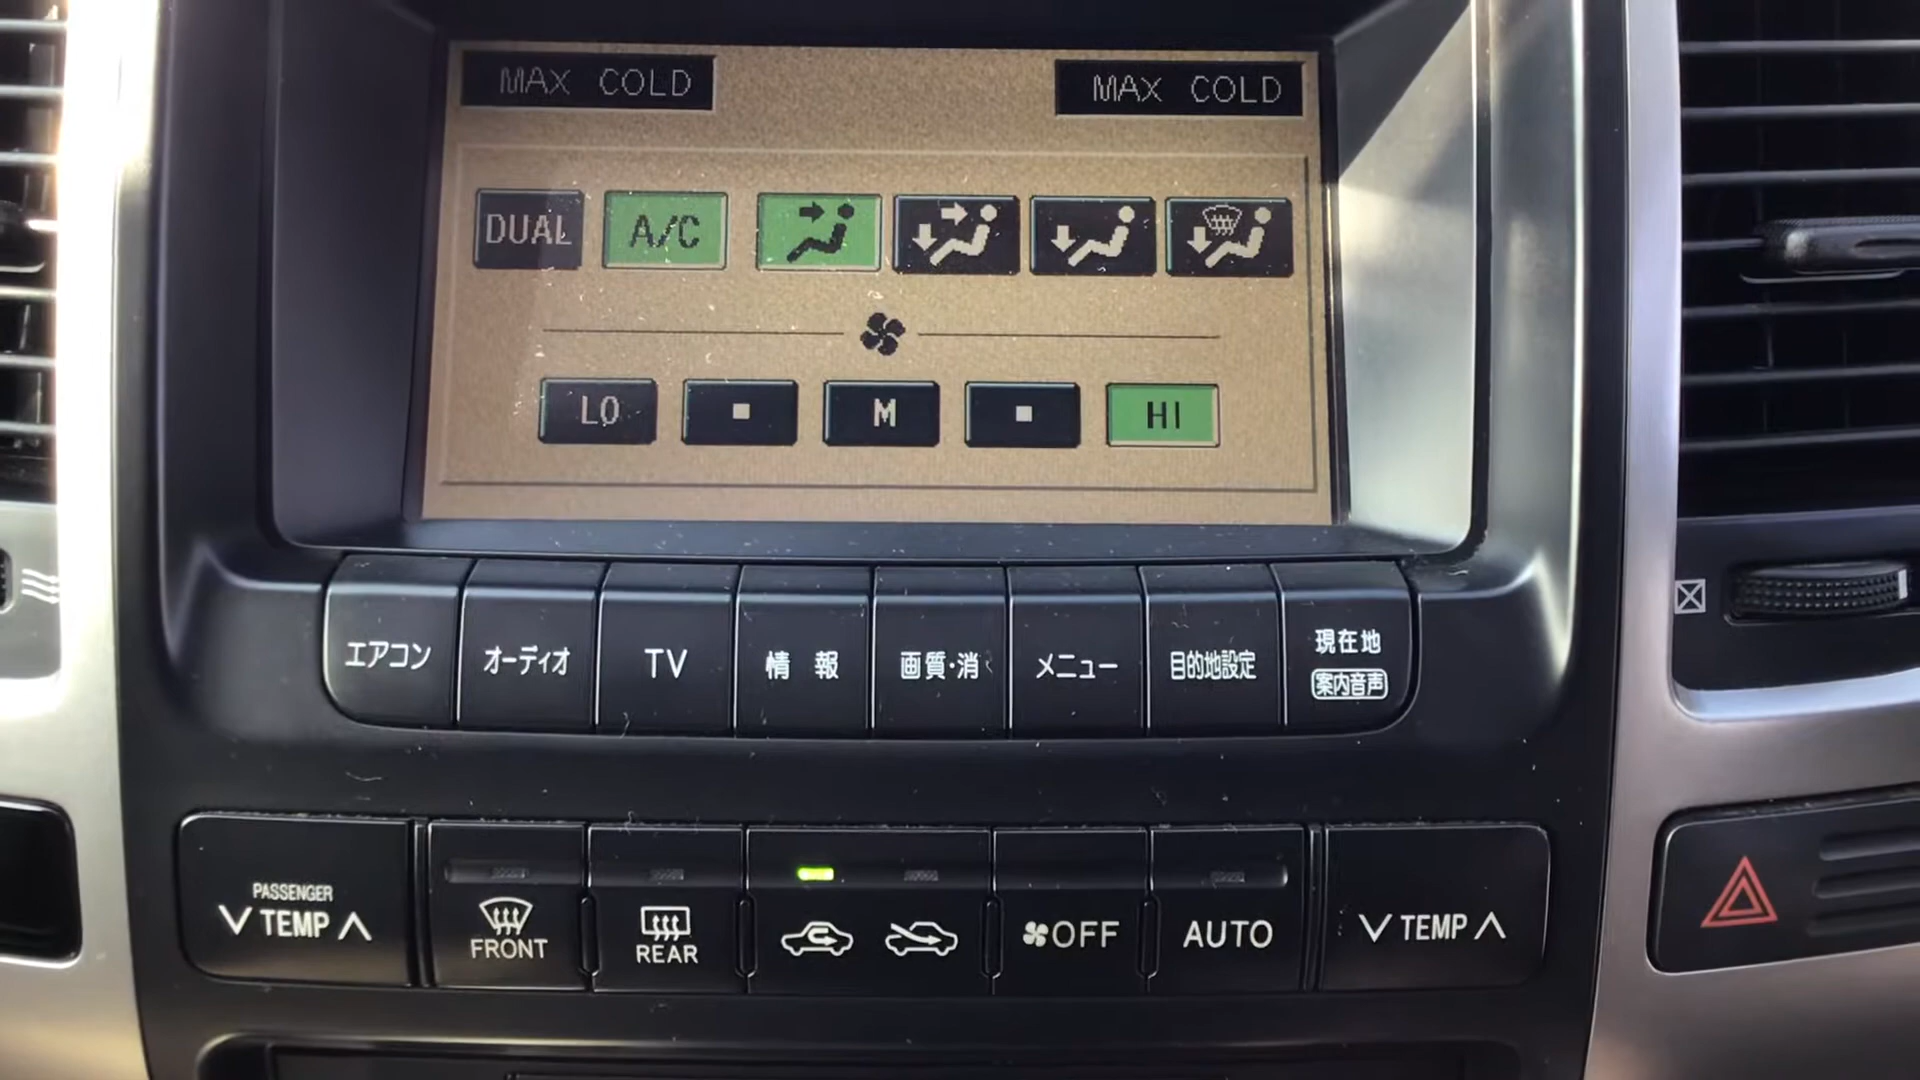 MAX COLD
MAX COLD
DUAL
A/C
LO
M
HI
エアコン
オーディオ
TV
情 報
画質・消
メニュー
目的地設定
現在地
案内音声
PASSENGER
TEMP
FRONT
REAR
OFF
AUTO
TEMP